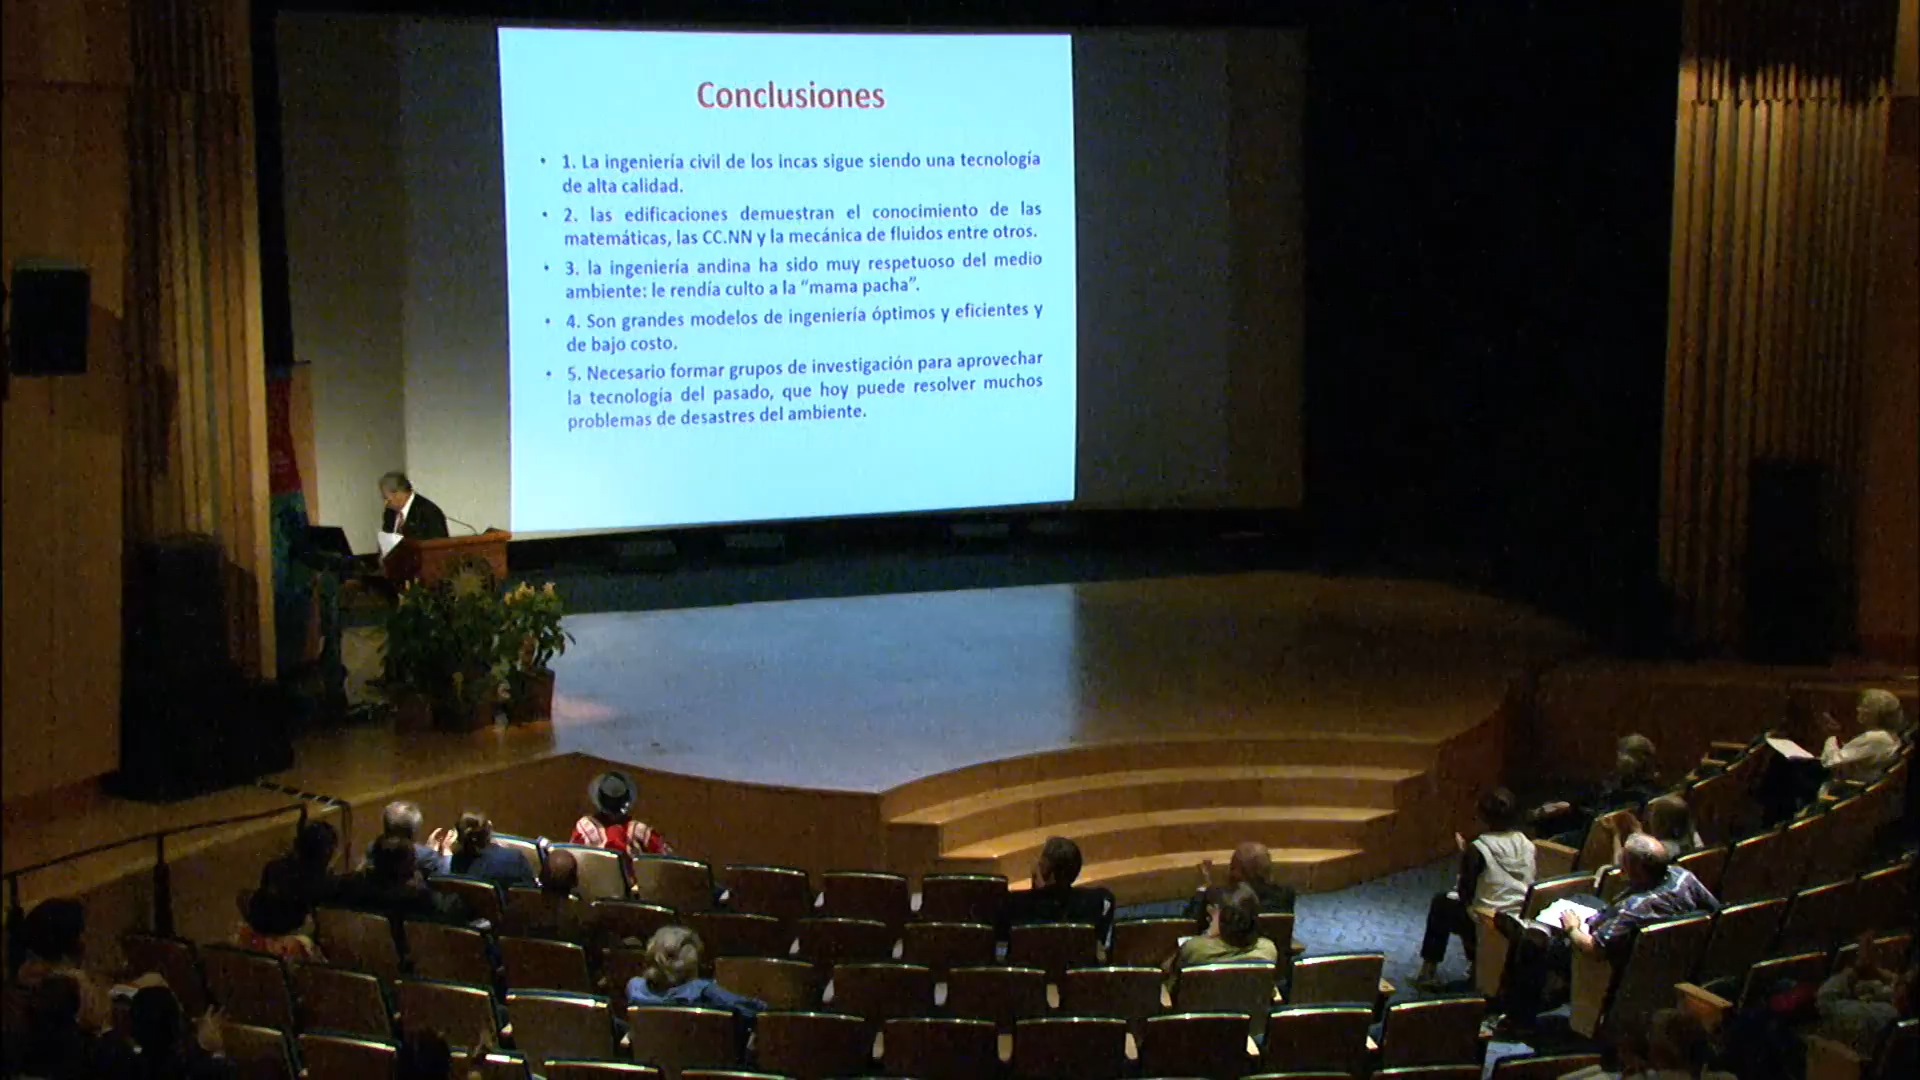 Conclusiones
• 1. La ingeniería civil de los incas sigue siendo una tecnología
de alta calidad.
• 2. las edificaciones demuestran el conocimiento de las
matemáticas, las CC.NN y la mecánica de fluidos entre otros.
• 3. la ingeniería andina ha sido muy respetuoso del medio
ambiente: le rendía culto a la “mama pacha”.
• 4. Son grandes modelos de ingeniería óptimos y eficientes y
de bajo costo.
• 5. Necesario formar grupos de investigación para aprovechar
la tecnología del pasado, que hoy puede resolver muchos
problemas de desastres del ambiente.